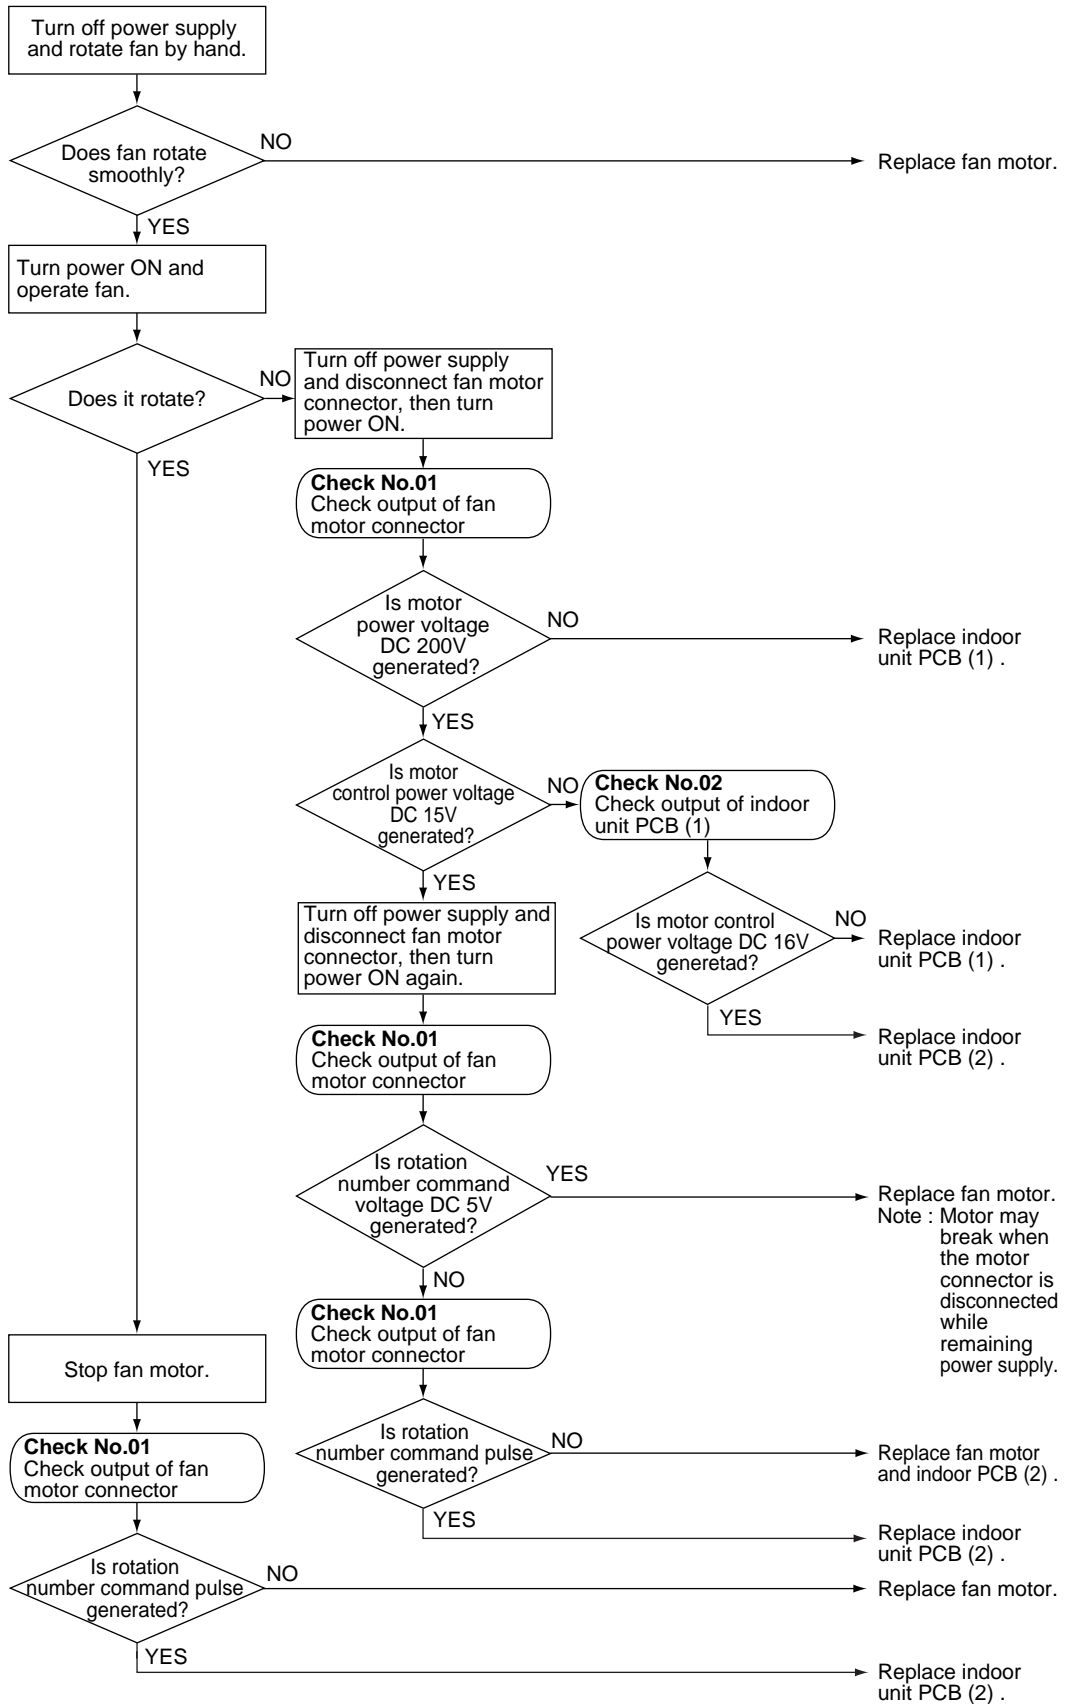 Turn off power supply
and rotate fan by hand.
Does fan rotate
smoothly?
NO
Replace fan motor.
YES
Turn power ON and
operate fan.
Does it rotate?
NO
Turn off power supply
and disconnect fan motor
connector, then turn
power ON.
YES
Check No.01
Check output of fan
motor connector
Is motor
power voltage
DC 200V
generated?
NO
Replace indoor
unit PCB (1) .
YES
Is motor
control power voltage
DC 15V
generated?
NO
Check No.02
Check output of indoor
unit PCB (1)
YES
Turn off power supply and
disconnect fan motor
connector, then turn
power ON again.
Is motor control
power voltage DC 16V
generetad?
NO
Replace indoor
unit PCB (1) .
YES
Replace indoor
unit PCB (2) .
Check No.01
Check output of fan
motor connector
Is rotation
number command
voltage DC 5V
generated?
YES
Replace fan motor.
Note : Motor may
break when
the motor
connector is
disconnected
while
remaining
power supply.
NO
Check No.01
Check output of fan
motor connector
Stop fan motor.
Is rotation
number command pulse
generated?
NO
Replace fan motor
and indoor PCB (2) .
YES
Replace indoor
unit PCB (2) .
Check No.01
Check output of fan
motor connector
Is rotation
number command pulse
generated?
NO
Replace fan motor.
YES
Replace indoor
unit PCB (2) .